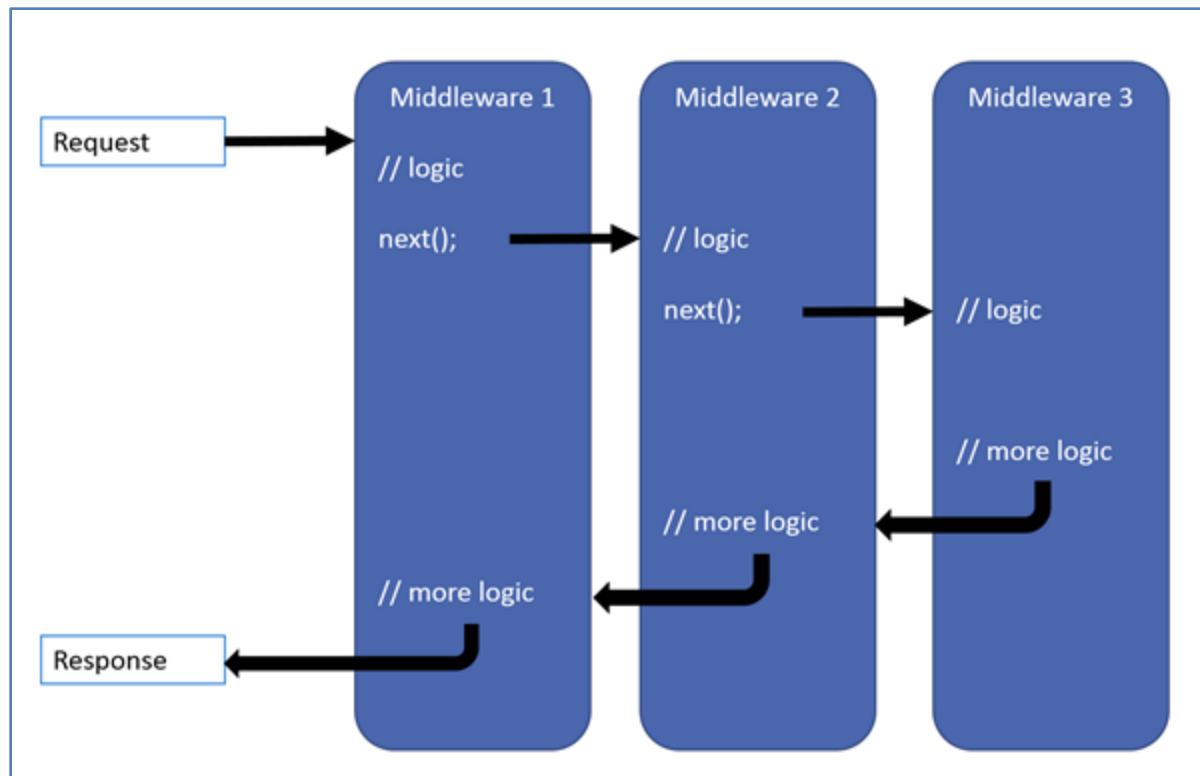 Request
Middleware 1
// logic
next();
// more logic
Middleware 2
// logic
next();
// more logic
Middleware 3
// logic
// more logic
Response